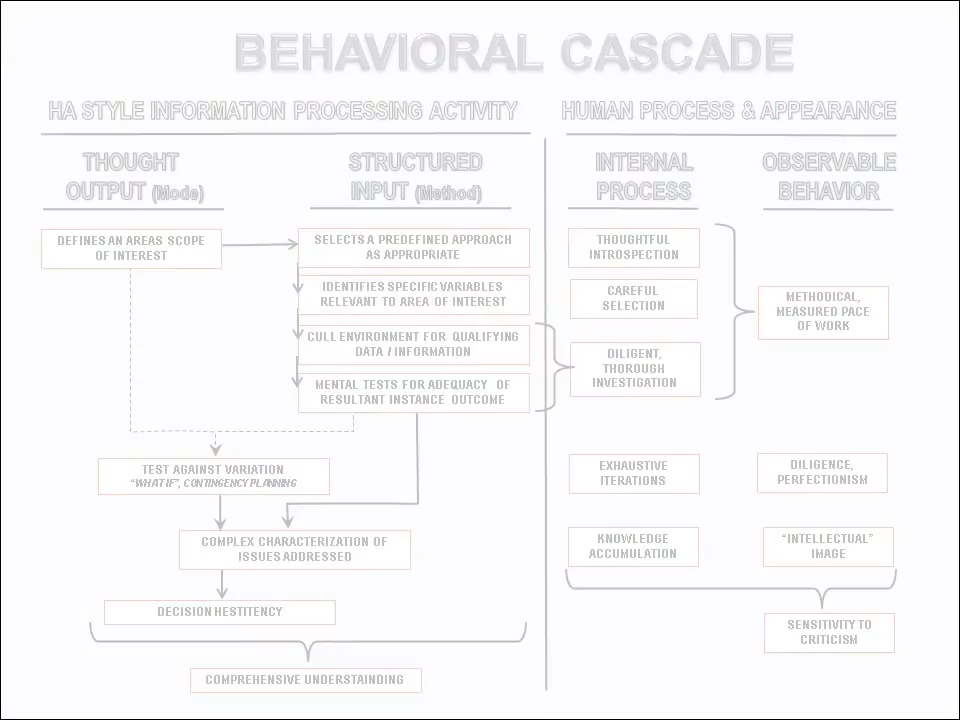 BEHAVIORAL CASCADE
HA STYLE INFORMATION PROCESSING ACTIVITY
HUMAN PROCESS & APPEARANCE
THOUGHT
OUTPUT (Mode)
STRUCTURED
INPUT (Method)
INTERNAL
PROCESS
OBSERVABLE
BEHAVIOR
DEFINES AN AREAS SCOPE
OF INTEREST
SELECTS A PREDEFINED APPROACH
AS APPROPRIATE
THOUGHTFUL
INTROSPECTION
IDENTIFIES SPECIFIC VARIABLES
RELEVANT TO AREA OF INTEREST
CAREFUL
SELECTION
METHODICAL,
MEASURED PACE
OF WORK
CULL ENVIRONMENT FOR QUALIFYING
DATA / INFORMATION
DILIGENT,
THOROUGH
INVESTIGATION
MENTAL TESTS FOR ADEQUACY OF
RESULTANT INSTANCE OUTCOME
TEST AGAINST VARIATION
"WHAT IF", CONTINGENCY PLANNING
EXHAUSTIVE
ITERATIONS
DILIGENCE,
PERFECTIONISM
COMPLEX CHARACTERIZATION OF
ISSUES ADDRESSED
KNOWLEDGE
ACCUMULATION
"INTELLECTUAL"
IMAGE
DECISION HESTITENCY
SENSITIVITY TO
CRITICISM
COMPREHENSIVE UNDERSTAINDING